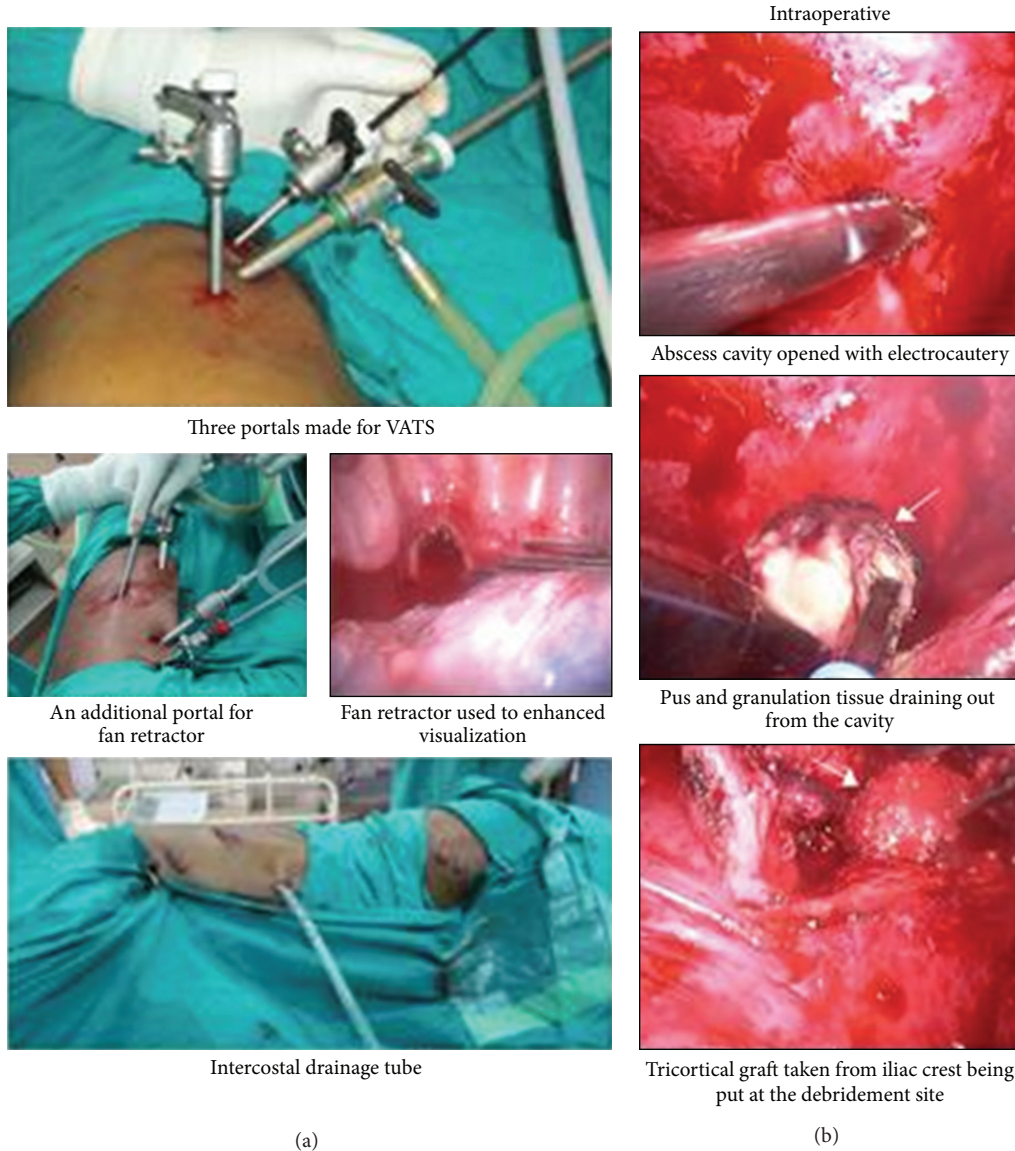 Three portals made for VATS
An additional portal for
fan retractor
Fan retractor used to enhanced
visualization
Intercostal drainage tube
(a)
Intraoperative
Abscess cavity opened with electrocautery
Pus and granulation tissue draining out
from the cavity
Tricortical graft taken from iliac crest being
put at the debridement site
(b)